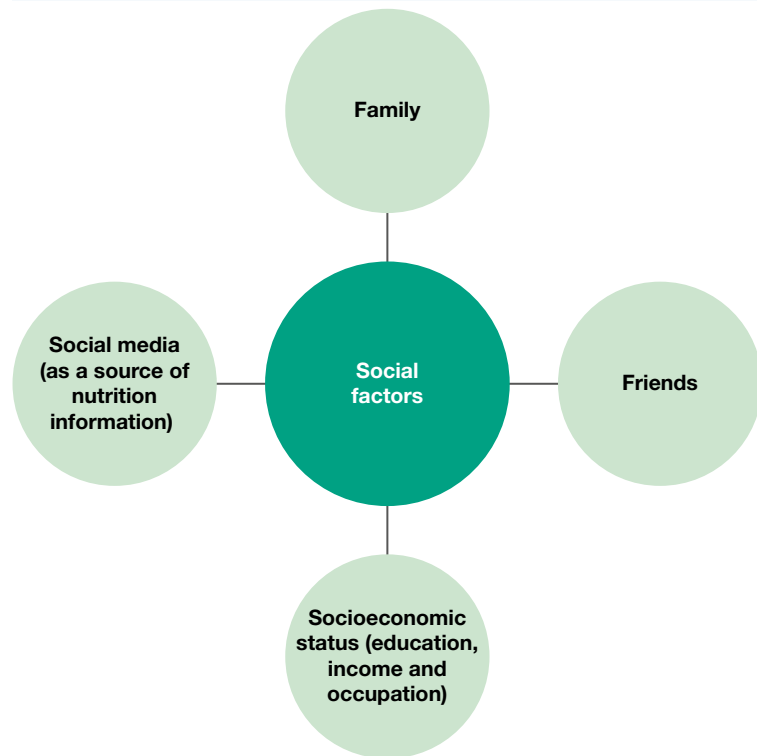 Family
Social media
(as a source of
nutrition
information)
Social
factors
Friends
Socioeconomic
status (education,
income and
occupation)